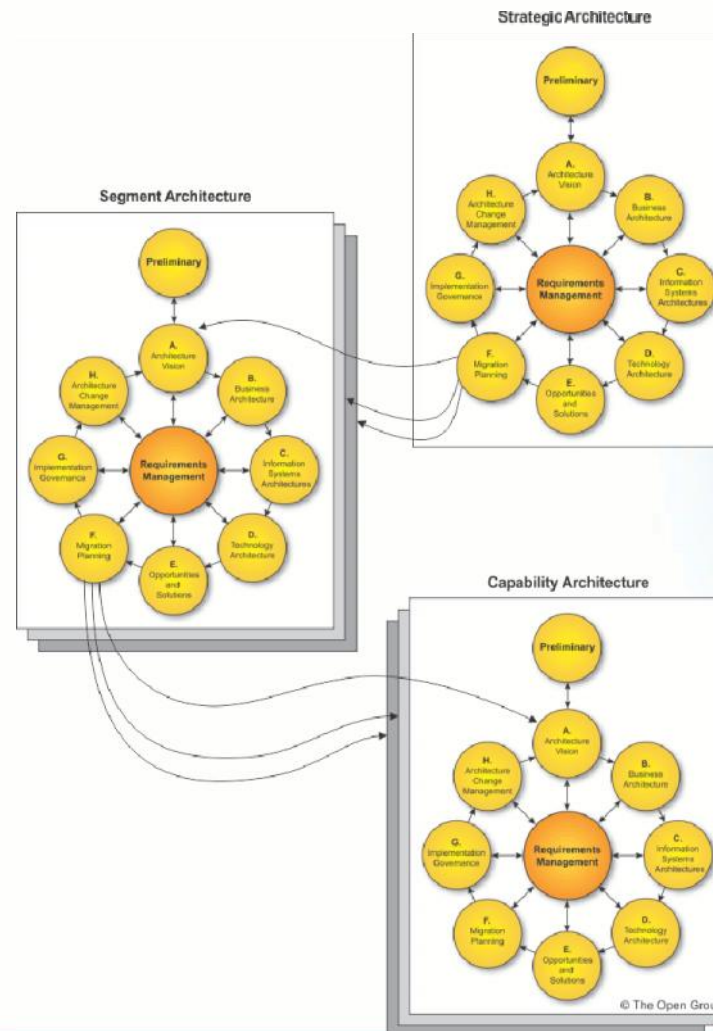 Strategic Architecture
Preliminary
A.
Architecture
Vision
B.
Business
Architecture
C.
Information
Systems
Architectures
D.
Technology
Architecture
E.
Opportunities
and
Solutions
F.
Migration
Planning
G.
Implementation
Governance
H.
Architecture
Change
Management
Requirements
Management
Segment Architecture
Preliminary
A.
Architecture
Vision
B.
Business
Architecture
C.
Information
Systems
Architectures
D.
Technology
Architecture
E.
Opportunities
and
Solutions
F.
Migration
Planning
G.
Implementation
Governance
H.
Architecture
Change
Management
Requirements
Management
Capability Architecture
Preliminary
A.
Architecture
Vision
B.
Business
Architecture
C.
Information
Systems
Architectures
D.
Technology
Architecture
E.
Opportunities
and
Solutions
F.
Migration
Planning
G.
Implementation
Governance
H.
Architecture
Change
Management
Requirements
Management
© The Open Grou